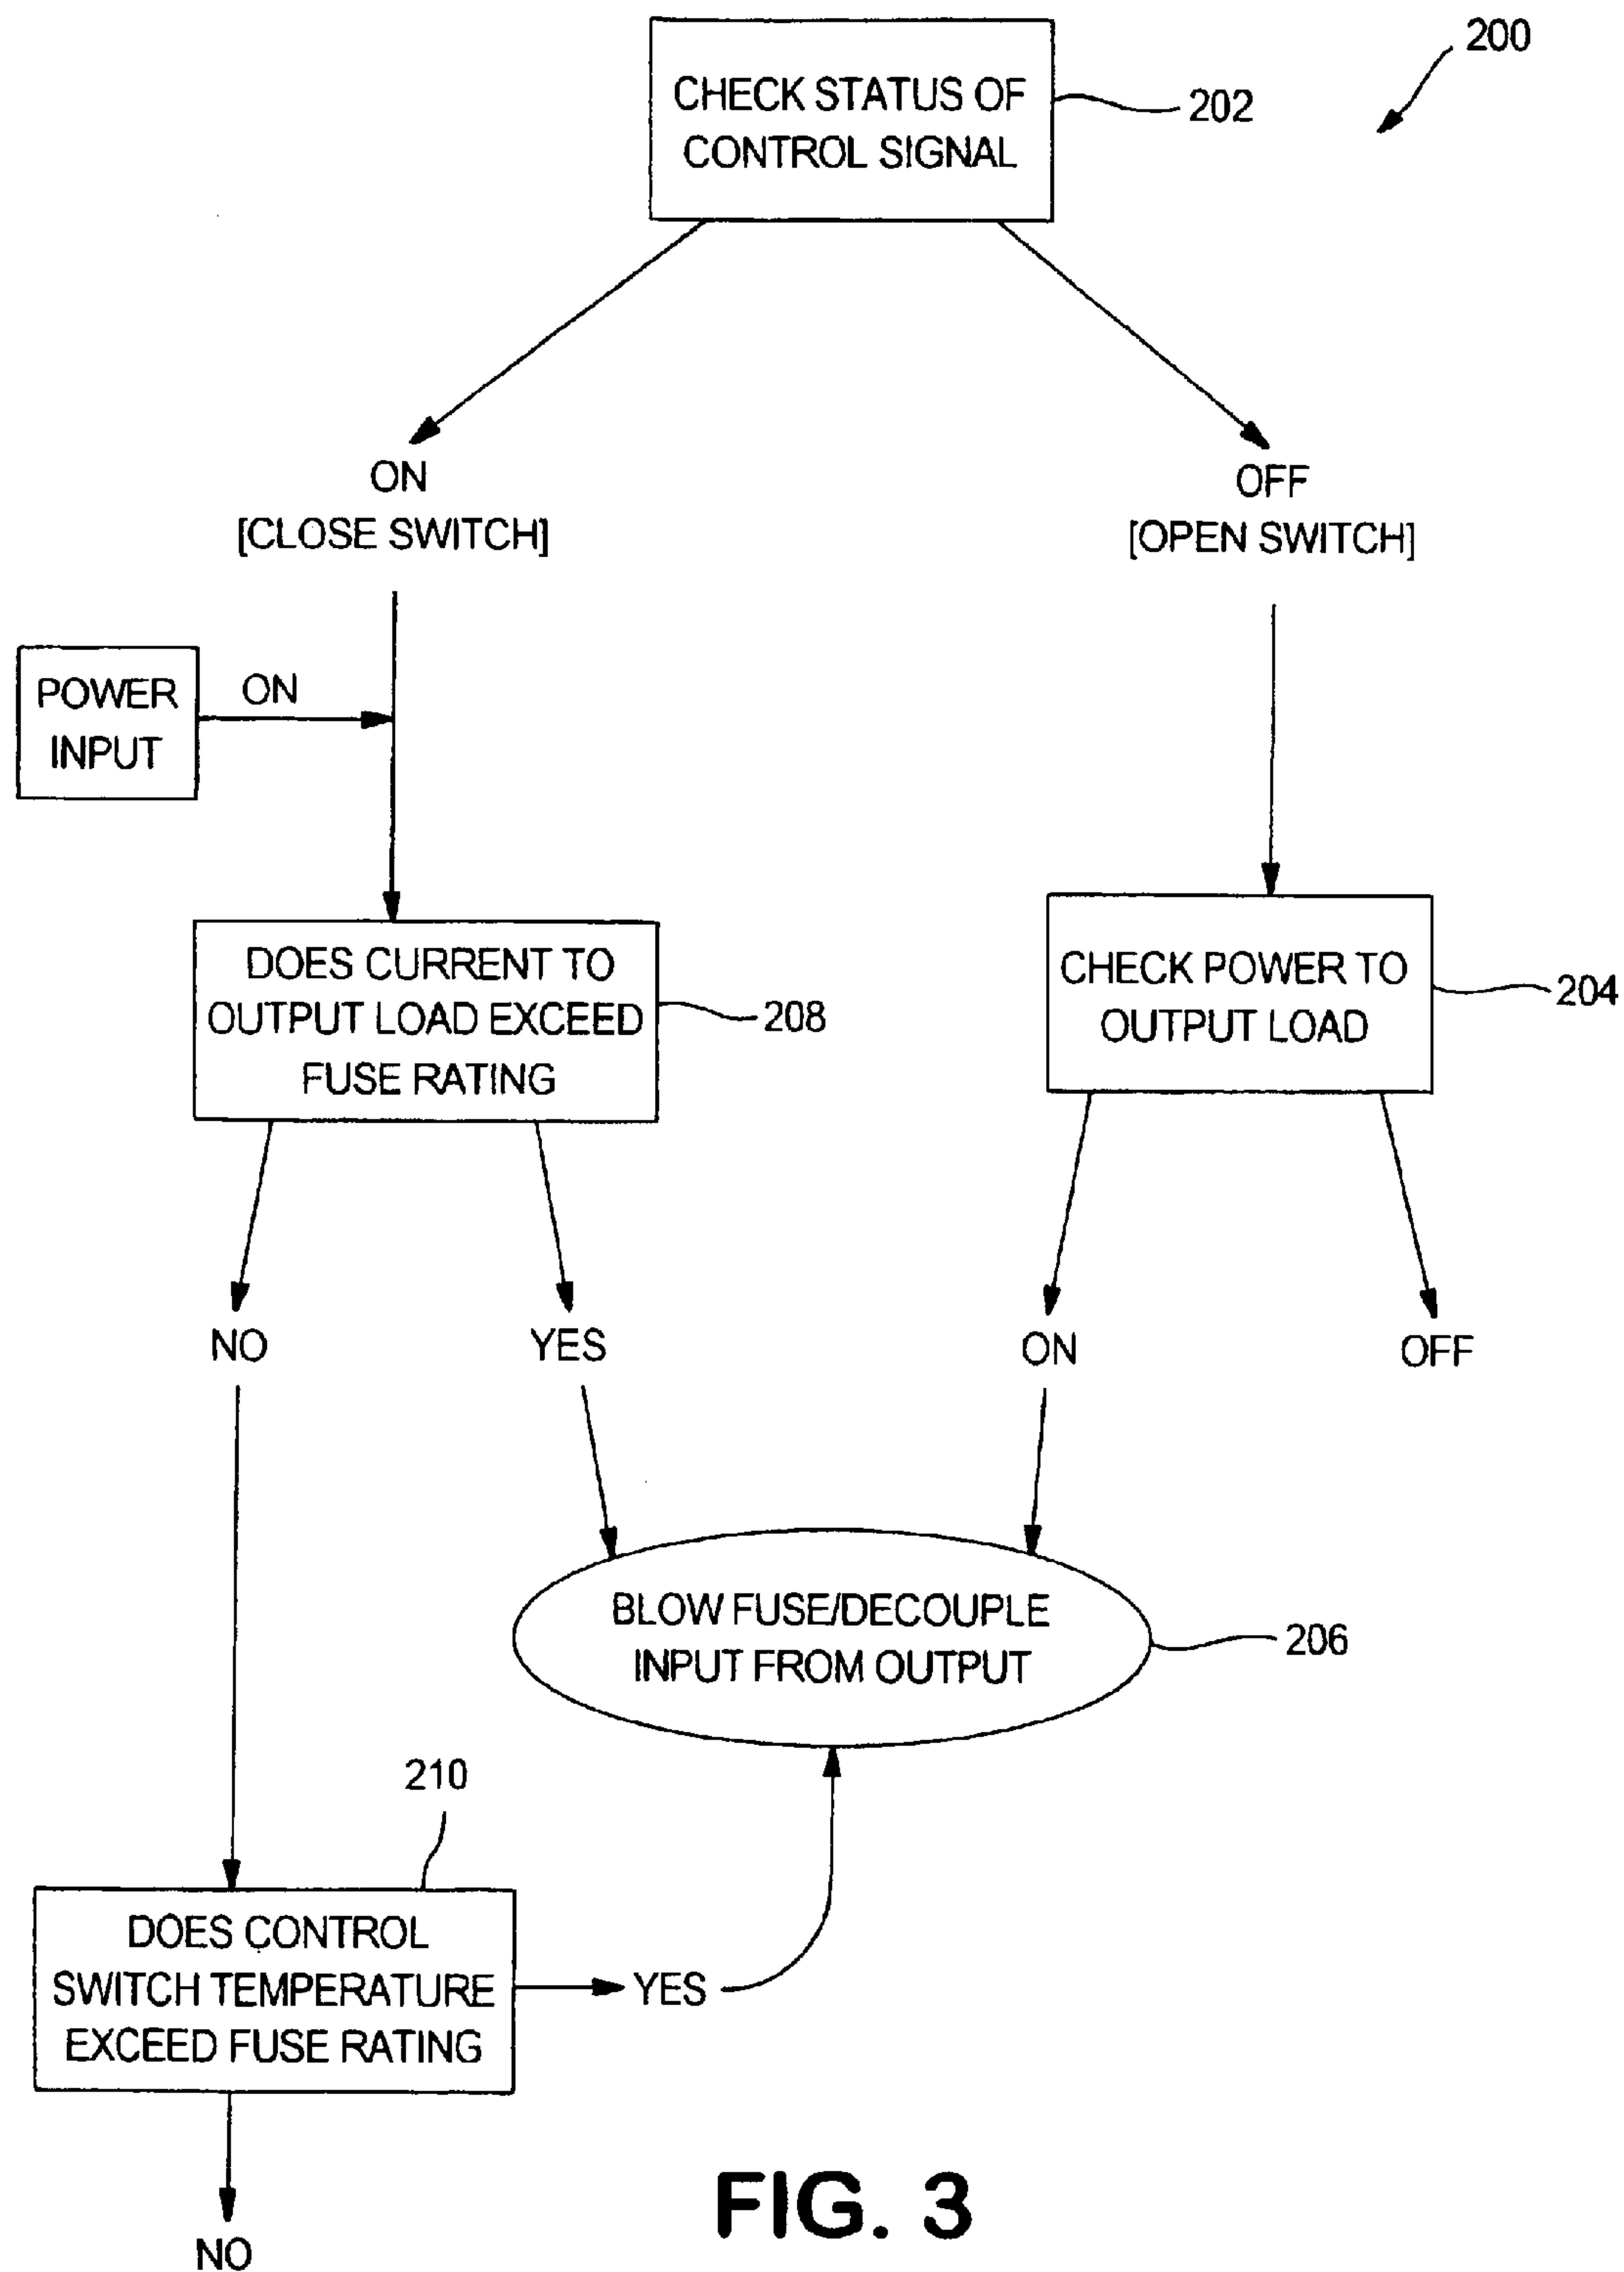 200
CHECK STATUS OF
CONTROL SIGNAL
202
ON
[CLOSE SWITCH]
OFF
[OPEN SWITCH]
POWER
INPUT
ON
DOES CURRENT TO
OUTPUT LOAD EXCEED
FUSE RATING
208
CHECK POWER TO
OUTPUT LOAD
204
NO
YES
ON
OFF
BLOW FUSE/DECOUPLE
INPUT FROM OUTPUT
206
210
DOES CONTROL
SWITCH TEMPERATURE
EXCEED FUSE RATING
YES
NO
FIG. 3